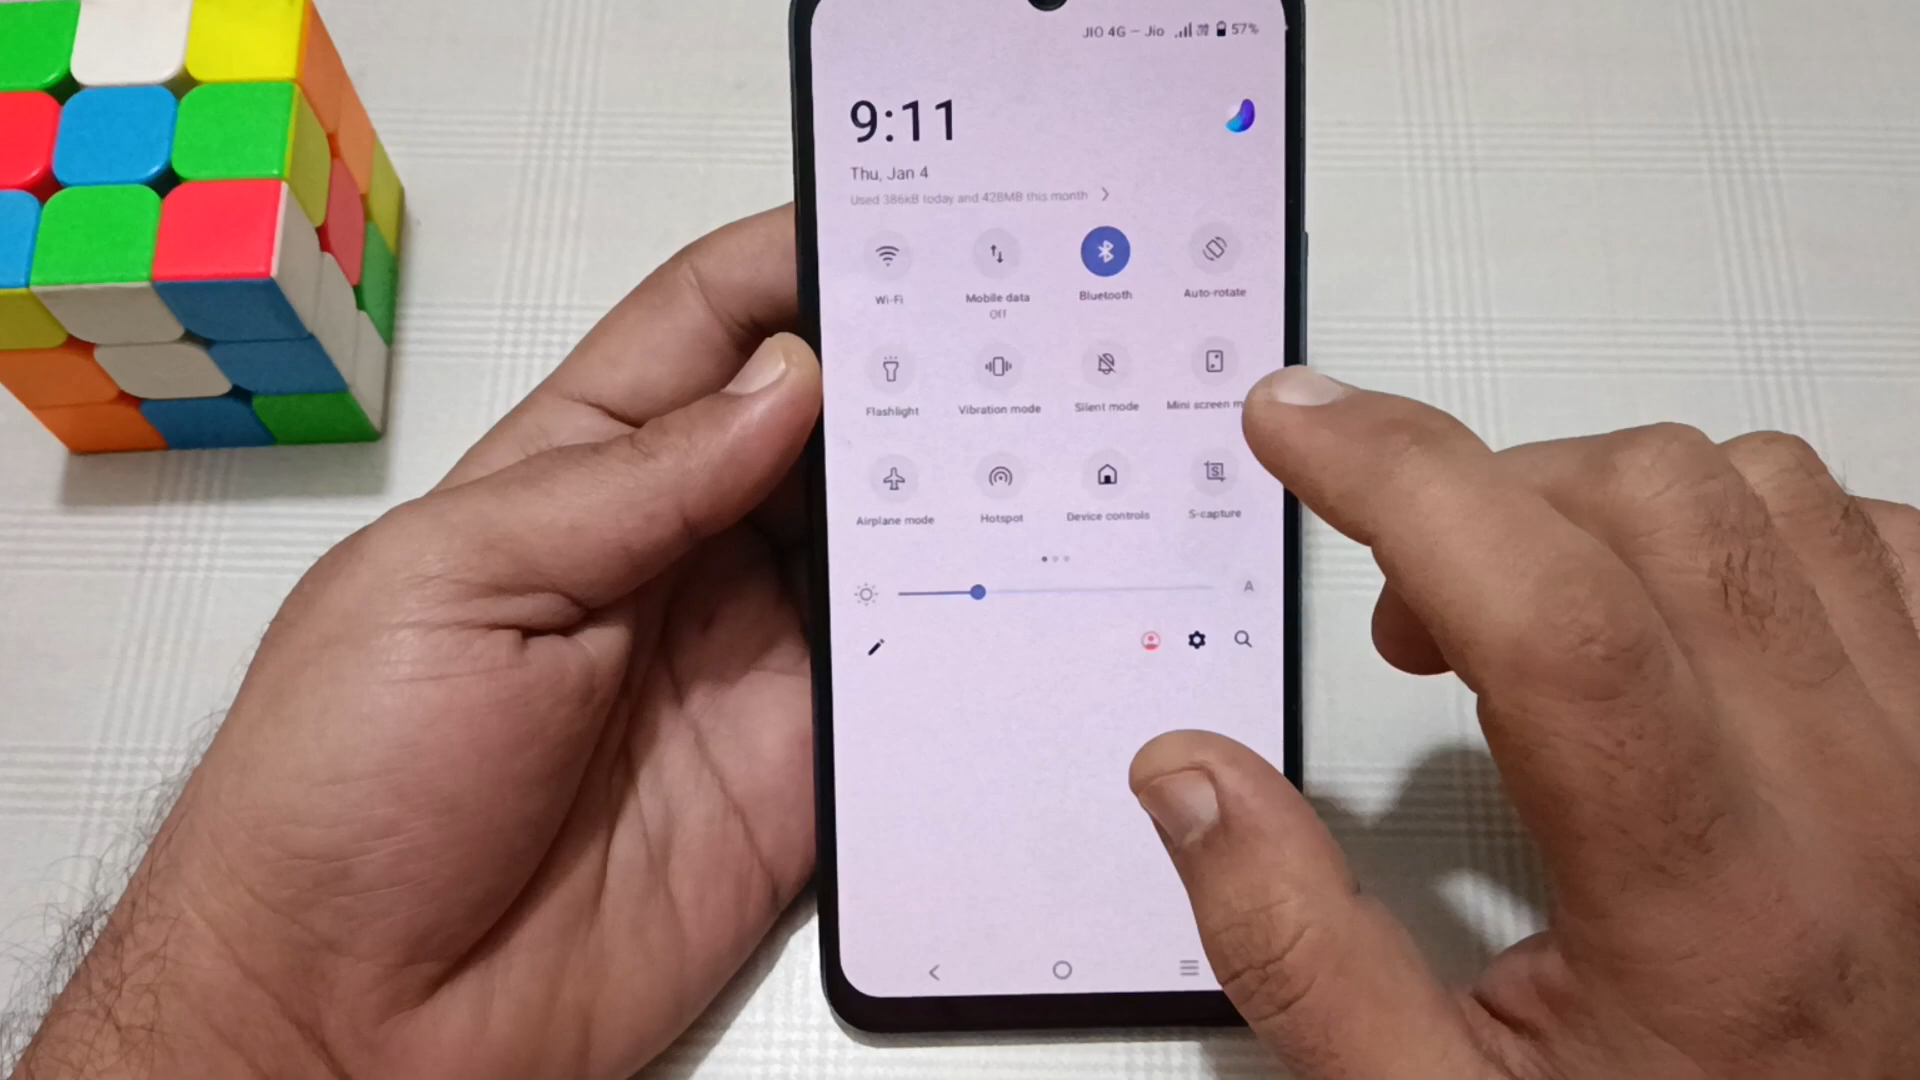 JIO 4G — Jio 57%
9:11
Thu, Jan 4
Used 386kB today and 428MB this month
Wi-Fi Mobile data Bluetooth Auto-rotate
Off
Flashlight Vibration mode Silent mode Mini screen m
Airplane mode Hotspot Device controls S-capture
A